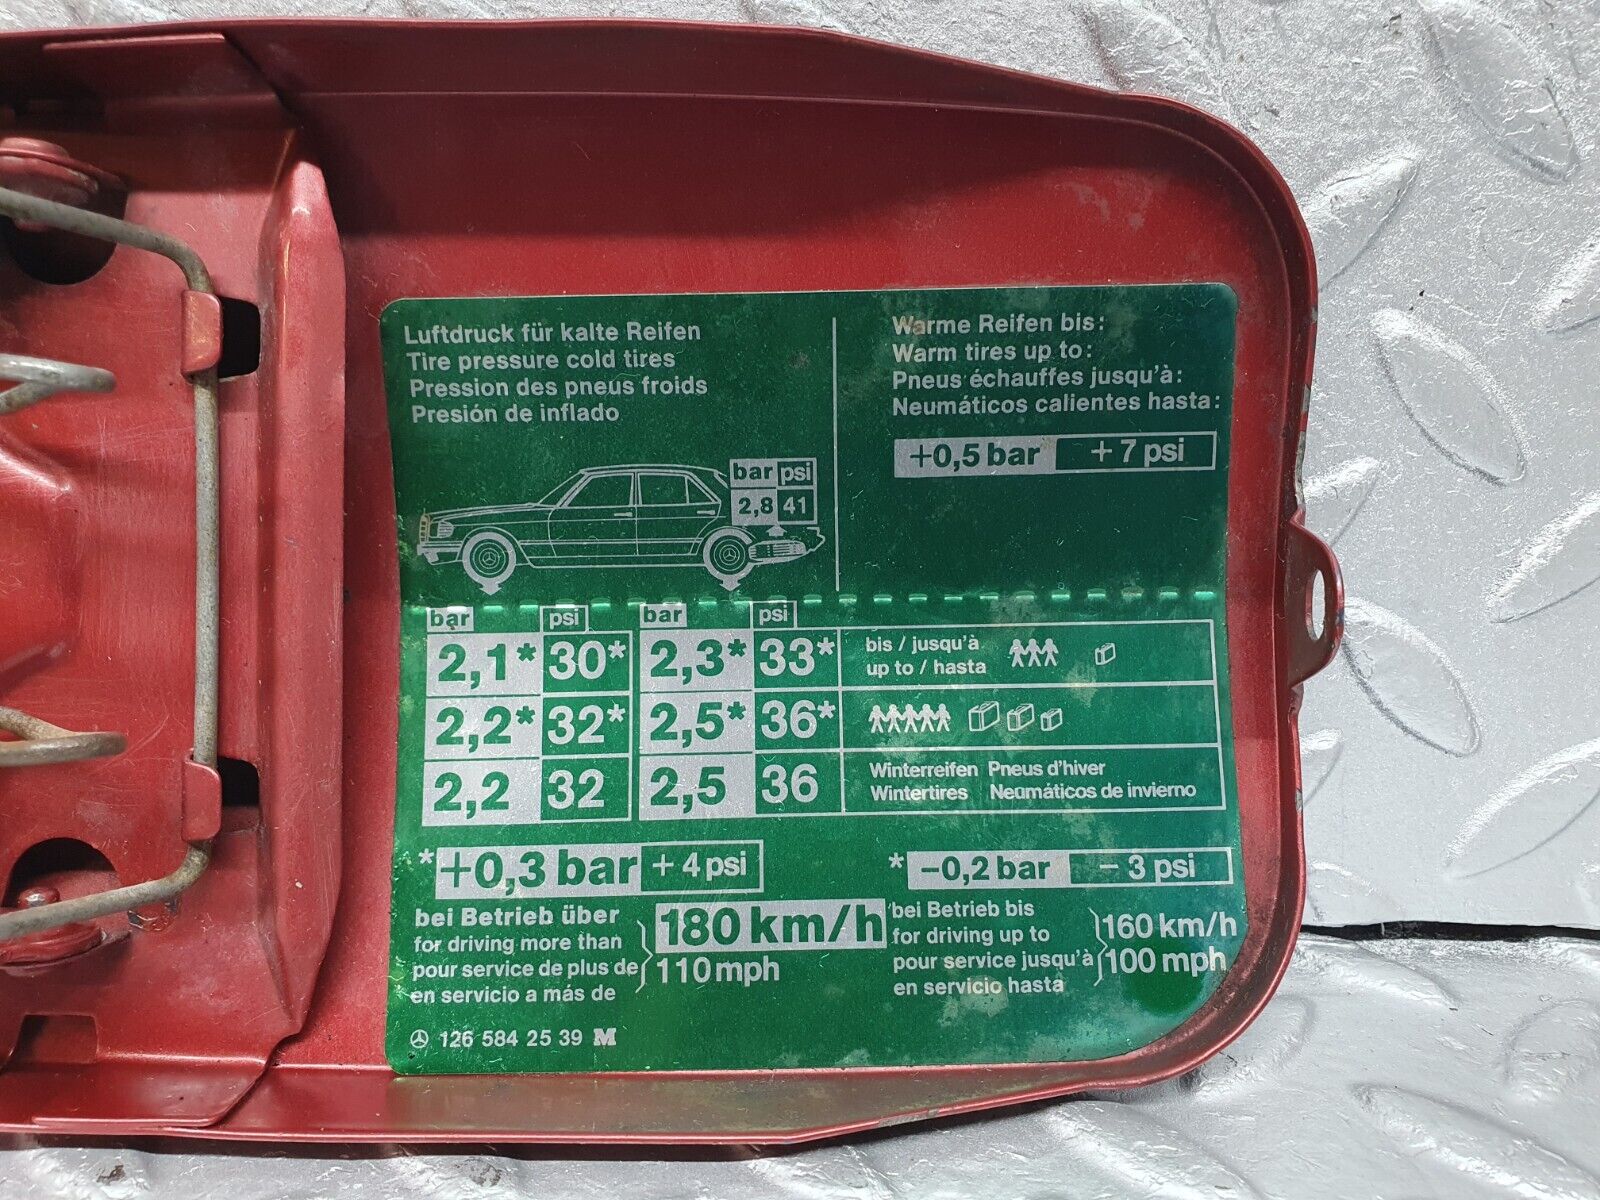 Luftdruck für kalte Reifen
Tire pressure cold tires
Pression des pneus froids
Presión de inflado
Warme Reifen bis:
Warm tires up to:
Pneus échauffes jusqu'à:
Neumáticos calientes hasta:
+0,5 bar +7 psi
bar psi
2,8 41
bar psi bar psi
2,1* 30* 2,3* 33* bis / jusqu'à
up to / hasta
2,2* 32* 2,5* 36*
2,2 32 2,5 36 Winterreifen Pneus d'hiver
Wintertires Neumáticos de invierno
* +0,3 bar +4 psi
bei Betrieb über
for driving more than
pour service de plus de
en servicio a más de
180 km/h
110 mph
* -0,2 bar - 3 psi
bei Betrieb bis
for driving up to
pour service jusqu'à
en servicio hasta
160 km/h
100 mph
126 584 25 39 M